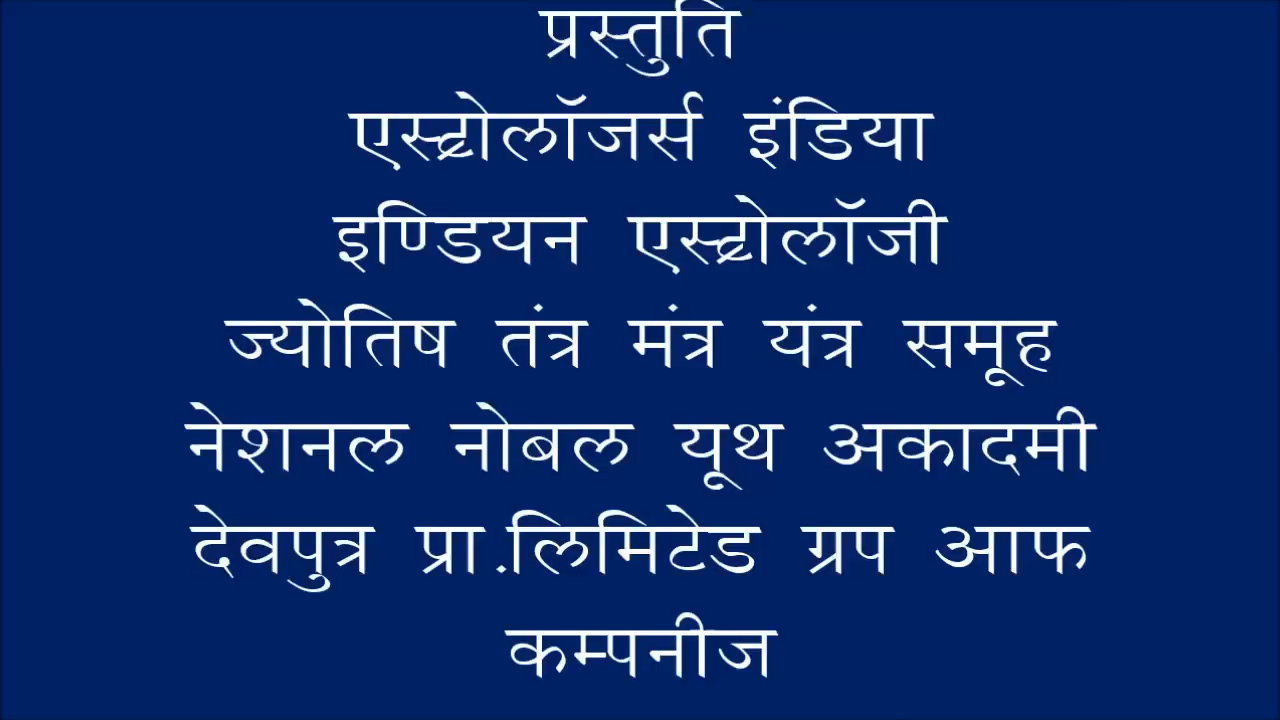 प्रस्तुति
एस्ट्रोलॉजर्स इंडिया
इण्डियन एस्ट्रोलॉजी
ज्योतिष तंत्र मंत्र यंत्र समूह
नेशनल नोबल यूथ अकादमी
देवपुत्र प्रा.लिमिटेड ग्रप आफ
कम्पनीज